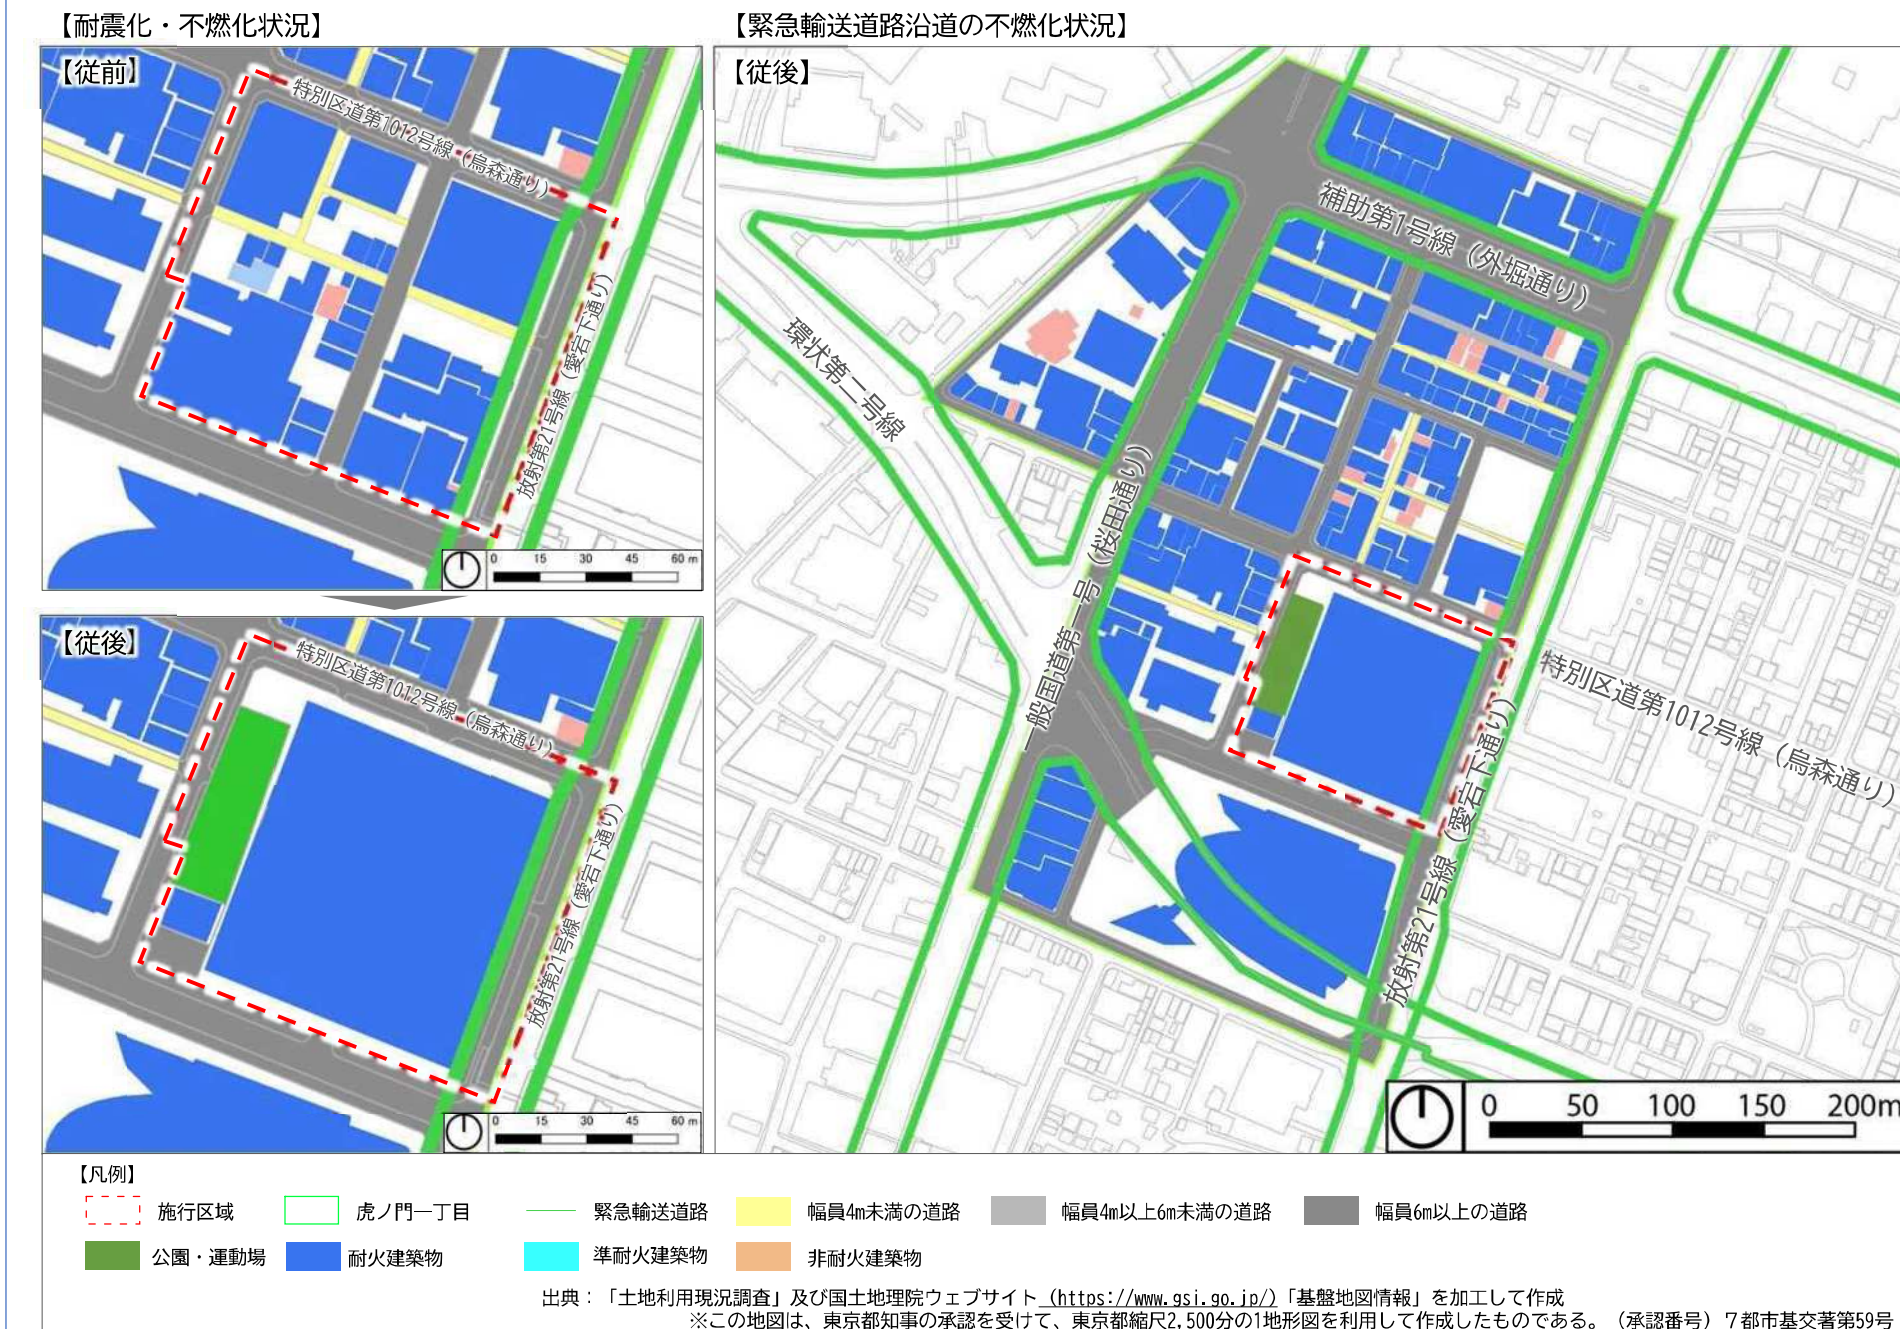 【耐震化・不燃化状況】
【従前】
特別区道第1012号線（烏森通り）
放射第21号線（愛宕下通り）
0 15 30 45 60 m
【従後】
特別区道第1012号線（烏森通り）
放射第21号線（愛宕下通り）
0 15 30 45 60 m
【緊急輸送道路沿道の不燃化状況】
【従後】
補助第1号線（外堀通り）
環状第二号線
一般国道第一号（桜田通り）
特別区道第1012号線（烏森通り）
放射第21号線（愛宕下通り）
0 50 100 150 200m
【凡例】
施行区域 虎ノ門一丁目 緊急輸送道路 幅員4m未満の道路 幅員4m以上6m未満の道路 幅員6m以上の道路
公園・運動場 耐火建築物 準耐火建築物 非耐火建築物
出典：「土地利用現況調査」及び国土地理院ウェブサイト（https://www.gsi.go.jp/）「基盤地図情報」を加工して作成
※この地図は、東京都知事の承認を受けて、東京都縮尺2,500分の1地形図を利用して作成したものである。（承認番号）７都市基交著第59号